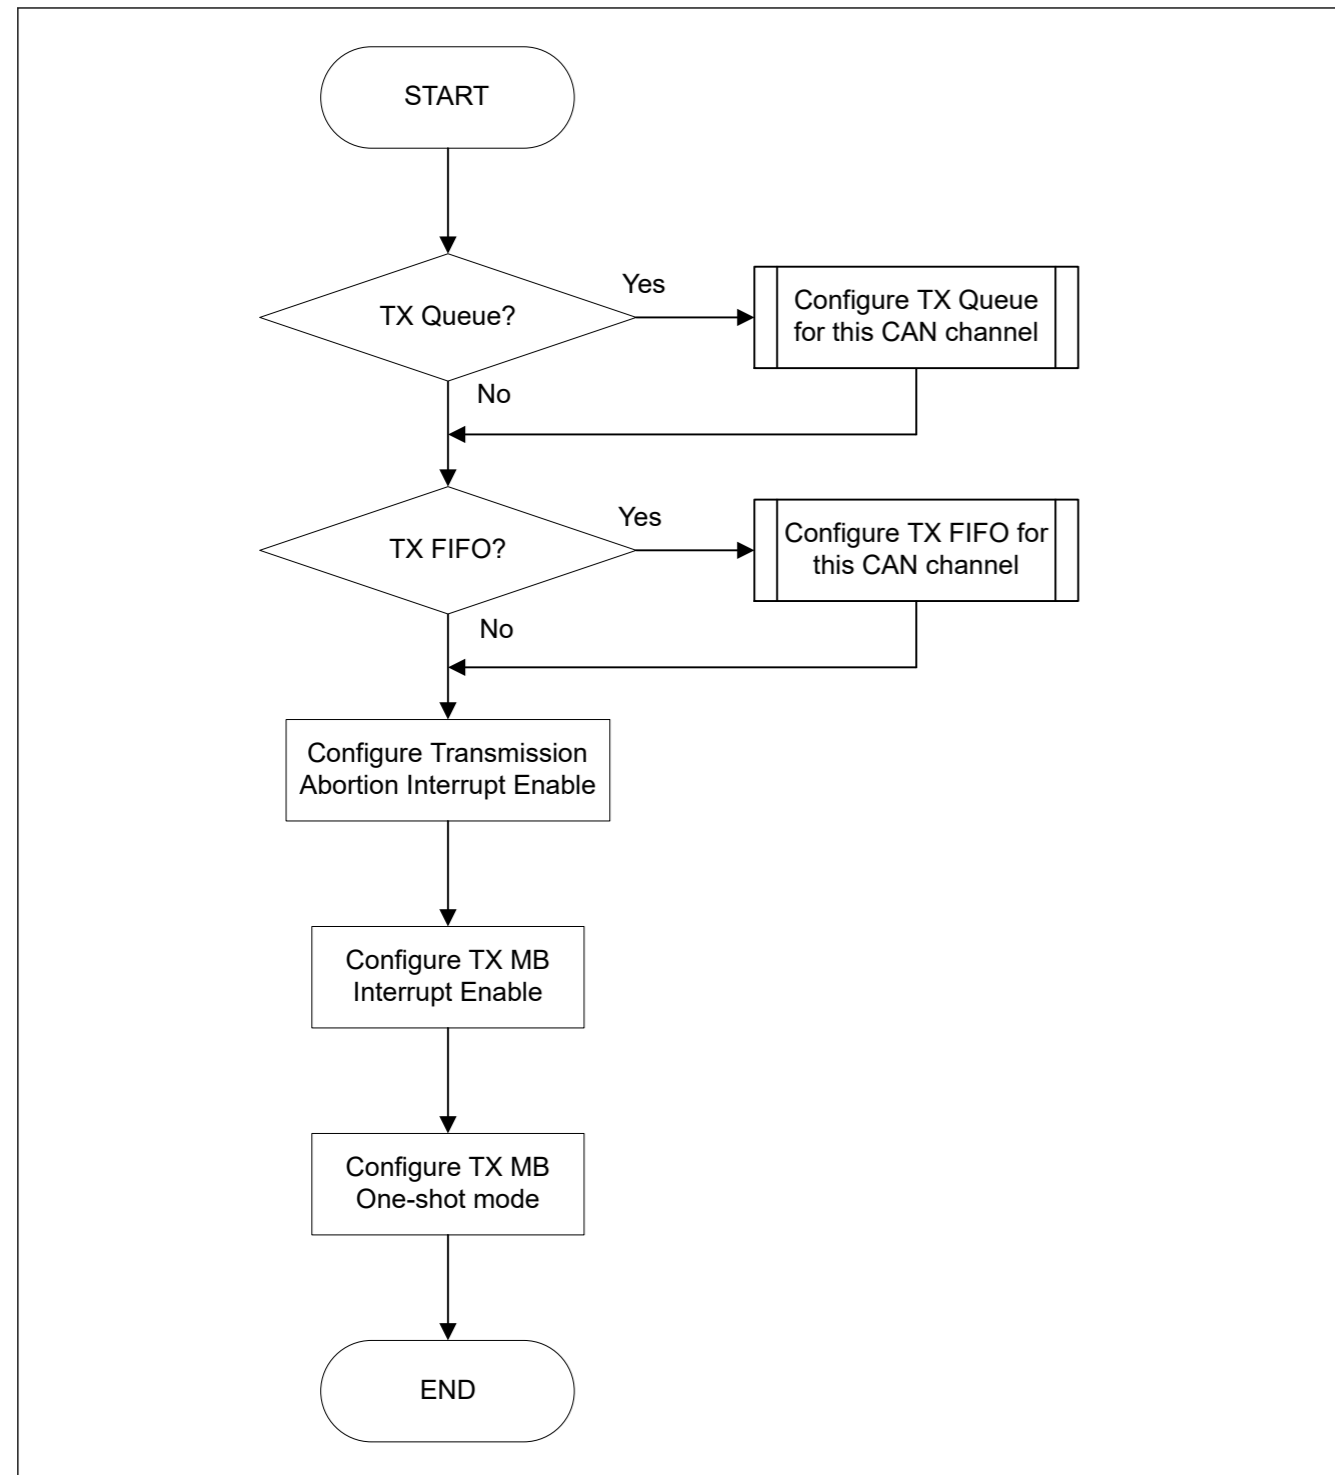 START
TX Queue?
Yes
Configure TX Queue
for this CAN channel
No
TX FIFO?
Yes
Configure TX FIFO for
this CAN channel
No
Configure Transmission
Abortion Interrupt Enable
Configure TX MB
Interrupt Enable
Configure TX MB
One-shot mode
END